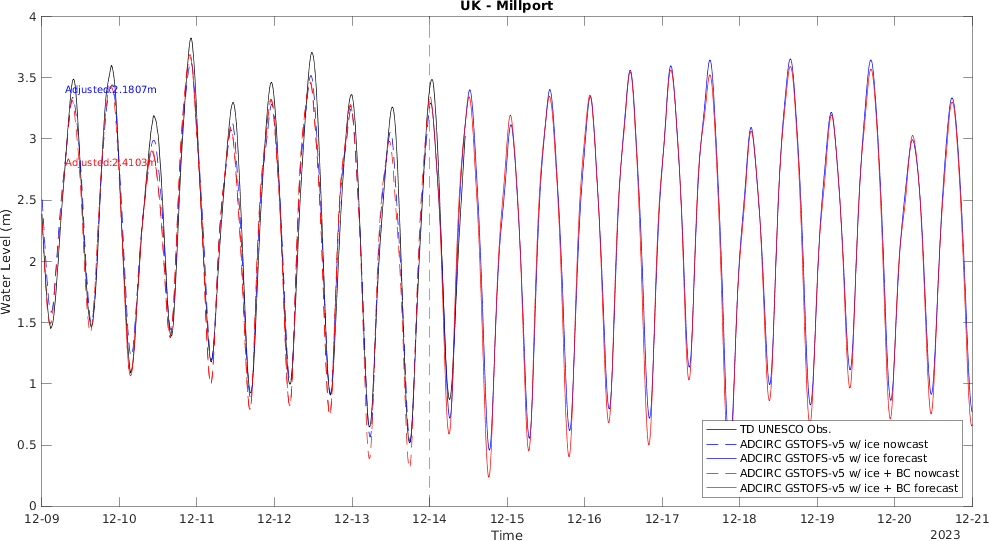 UK - Millport
Water Level (m)
4
3.5
3
2.5
2
1.5
1
0.5
0
Adjusted:2.1807m
Adjusted:2.4103m
TD UNESCO Obs.
ADCIRC GSTOFS-v5 w/ ice nowcast
ADCIRC GSTOFS-v5 w/ ice forecast
ADCIRC GSTOFS-v5 w/ ice + BC nowcast
ADCIRC GSTOFS-v5 w/ ice + BC forecast
12-09 12-10 12-11 12-12 12-13 12-14 12-15 12-16 12-17 12-18 12-19 12-20 12-21
Time
2023